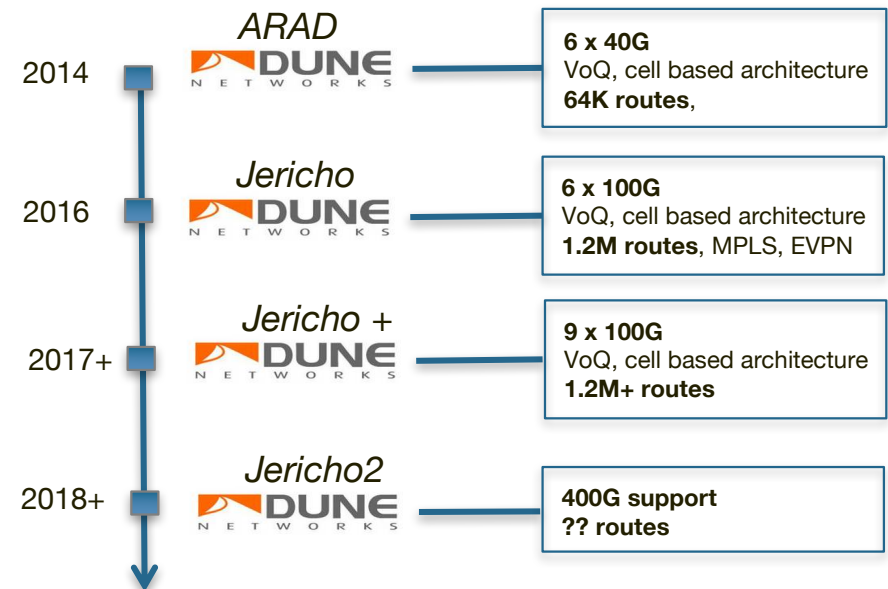 2014
ARAD
DUNE
NETWORKS
6 x 40G
VoQ, cell based architecture
64K routes,
2016
Jericho
DUNE
NETWORKS
6 x 100G
VoQ, cell based architecture
1.2M routes, MPLS, EVPN
2017+
Jericho +
DUNE
NETWORKS
9 x 100G
VoQ, cell based architecture
1.2M+ routes
2018+
Jericho2
DUNE
NETWORKS
400G support
?? routes